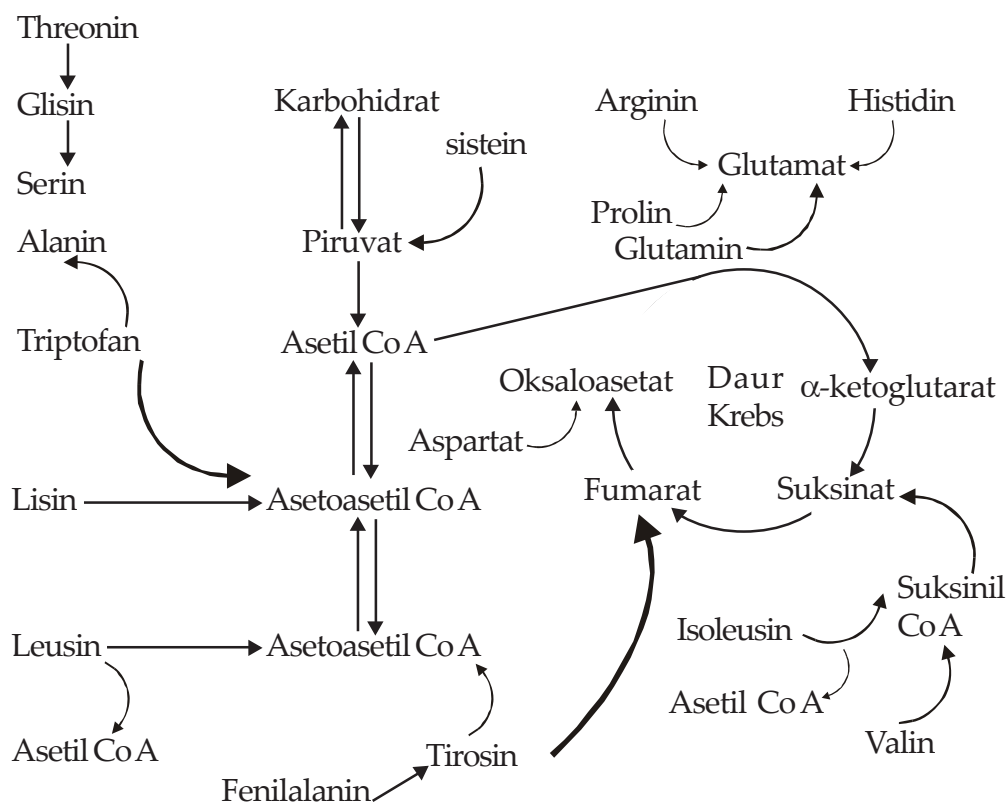 Threonin
Glisin
Serin
Alanin
Triptofan
Lisin
Leusin
Asetil Co A
Karbohidrat
sistein
Piruvat
Asetil Co A
Asetoasetil Co A
Asetoasetil Co A
Tirosin
Fenilalanin
Arginin
Histidin
Glutamat
Prolin
Glutamin
Oksaloasetat
Daur
Krebs
α-ketoglutarat
Aspartat
Fumarat
Suksinat
Suksinil
Co A
Isoleusin
Asetil Co A
Valin